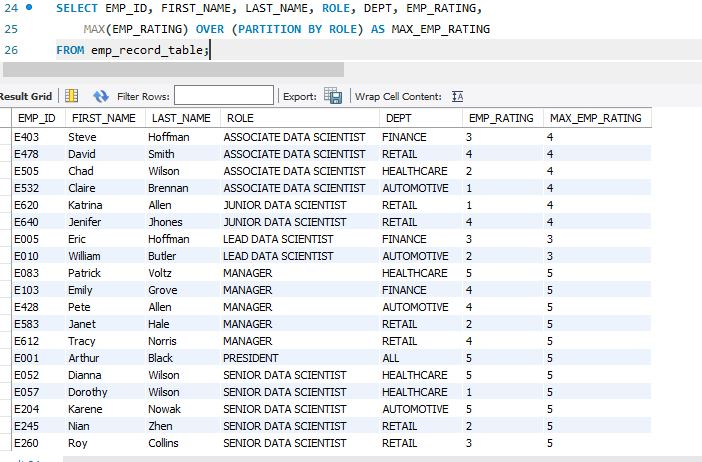 24 SELECT EMP_ID, FIRST_NAME, LAST_NAME, ROLE, DEPT, EMP_RATING,
25 MAX(EMP_RATING) OVER (PARTITION BY ROLE) AS MAX_EMP_RATING
26 FROM emp_record_table;
Result Grid Filter Rows: Export: Wrap Cell Content:
EMP_ID FIRST_NAME LAST_NAME ROLE DEPT EMP_RATING MAX_EMP_RATING
E403 Steve Hoffman ASSOCIATE DATA SCIENTIST FINANCE 3 4
E478 David Smith ASSOCIATE DATA SCIENTIST RETAIL 4 4
E505 Chad Wilson ASSOCIATE DATA SCIENTIST HEALTHCARE 2 4
E532 Claire Brennan ASSOCIATE DATA SCIENTIST AUTOMOTIVE 1 4
E620 Katrina Allen JUNIOR DATA SCIENTIST RETAIL 1 4
E640 Jenifer Jhones JUNIOR DATA SCIENTIST RETAIL 4 4
E005 Eric Hoffman LEAD DATA SCIENTIST FINANCE 3 3
E010 William Butler LEAD DATA SCIENTIST AUTOMOTIVE 2 3
E083 Patrick Voltz MANAGER HEALTHCARE 5 5
E103 Emily Grove MANAGER FINANCE 4 5
E428 Pete Allen MANAGER AUTOMOTIVE 4 5
E583 Janet Hale MANAGER RETAIL 2 5
E612 Tracy Norris MANAGER RETAIL 4 5
E001 Arthur Black PRESIDENT ALL 5 5
E052 Dianna Wilson SENIOR DATA SCIENTIST HEALTHCARE 5 5
E057 Dorothy Wilson SENIOR DATA SCIENTIST HEALTHCARE 1 5
E204 Karene Nowak SENIOR DATA SCIENTIST AUTOMOTIVE 5 5
E245 Nian Zhen SENIOR DATA SCIENTIST RETAIL 2 5
E260 Roy Collins SENIOR DATA SCIENTIST RETAIL 3 5